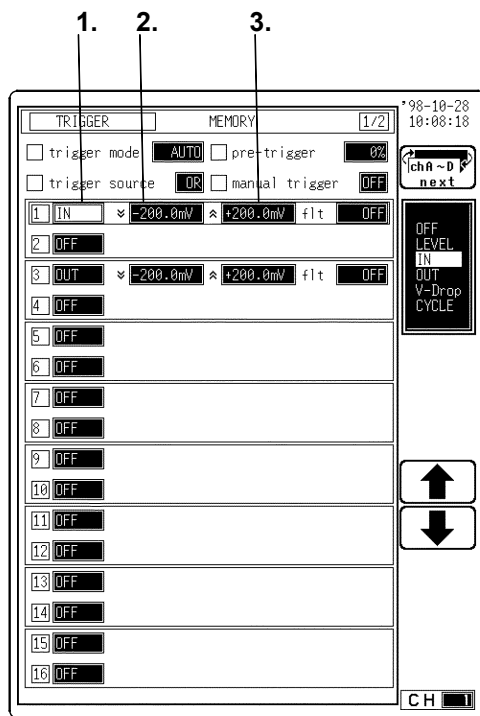 1. 2. 3.
'98-10-28
10:08:18
TRIGGER MEMORY 1/2
trigger mode AUTO pre-trigger 0%
trigger source OR manual trigger OFF
chA~D
next
1 IN -200.0mV +200.0mV flt OFF
2 OFF
3 OUT -200.0mV +200.0mV flt OFF
4 OFF
5 OFF
6 OFF
7 OFF
8 OFF
9 OFF
10 OFF
11 OFF
12 OFF
13 OFF
14 OFF
15 OFF
16 OFF
OFF
LEVEL
IN
OUT
V-Drop
CYCLE
CH 1